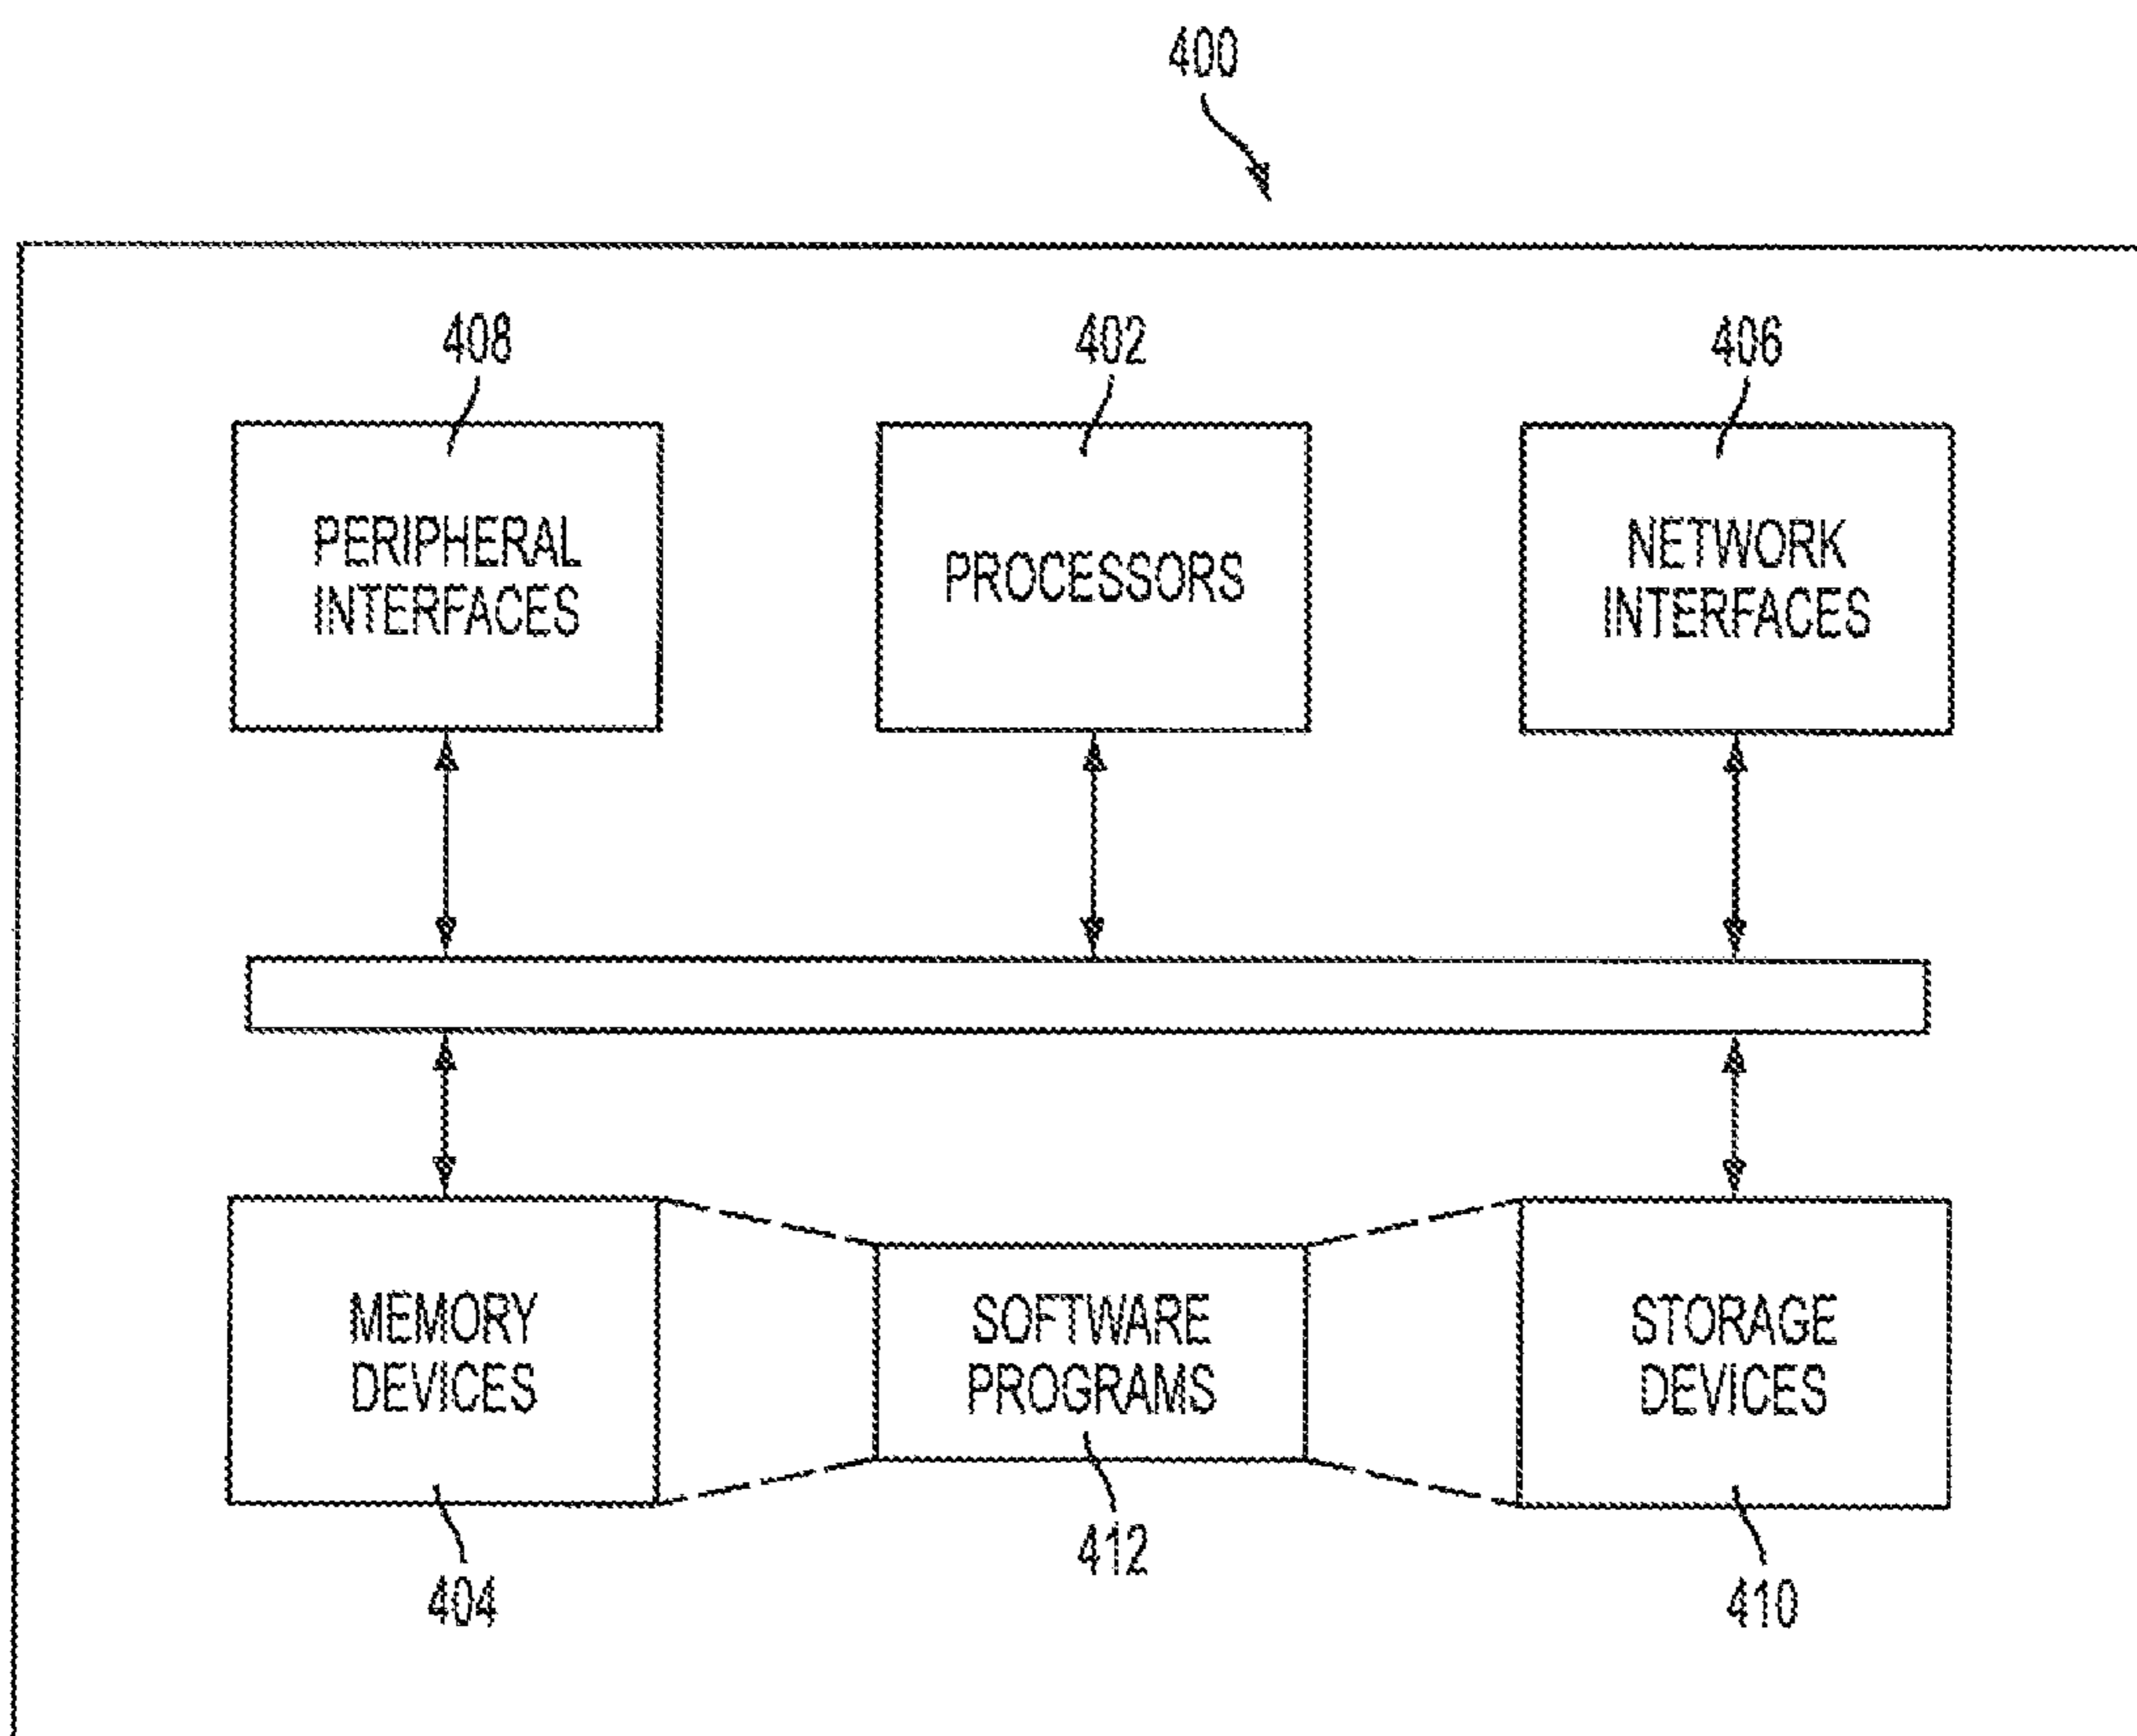 400
408
402
406
PERIPHERAL
INTERFACES
PROCESSORS
NETWORK
INTERFACES
MEMORY
DEVICES
SOFTWARE
PROGRAMS
STORAGE
DEVICES
404
412
410